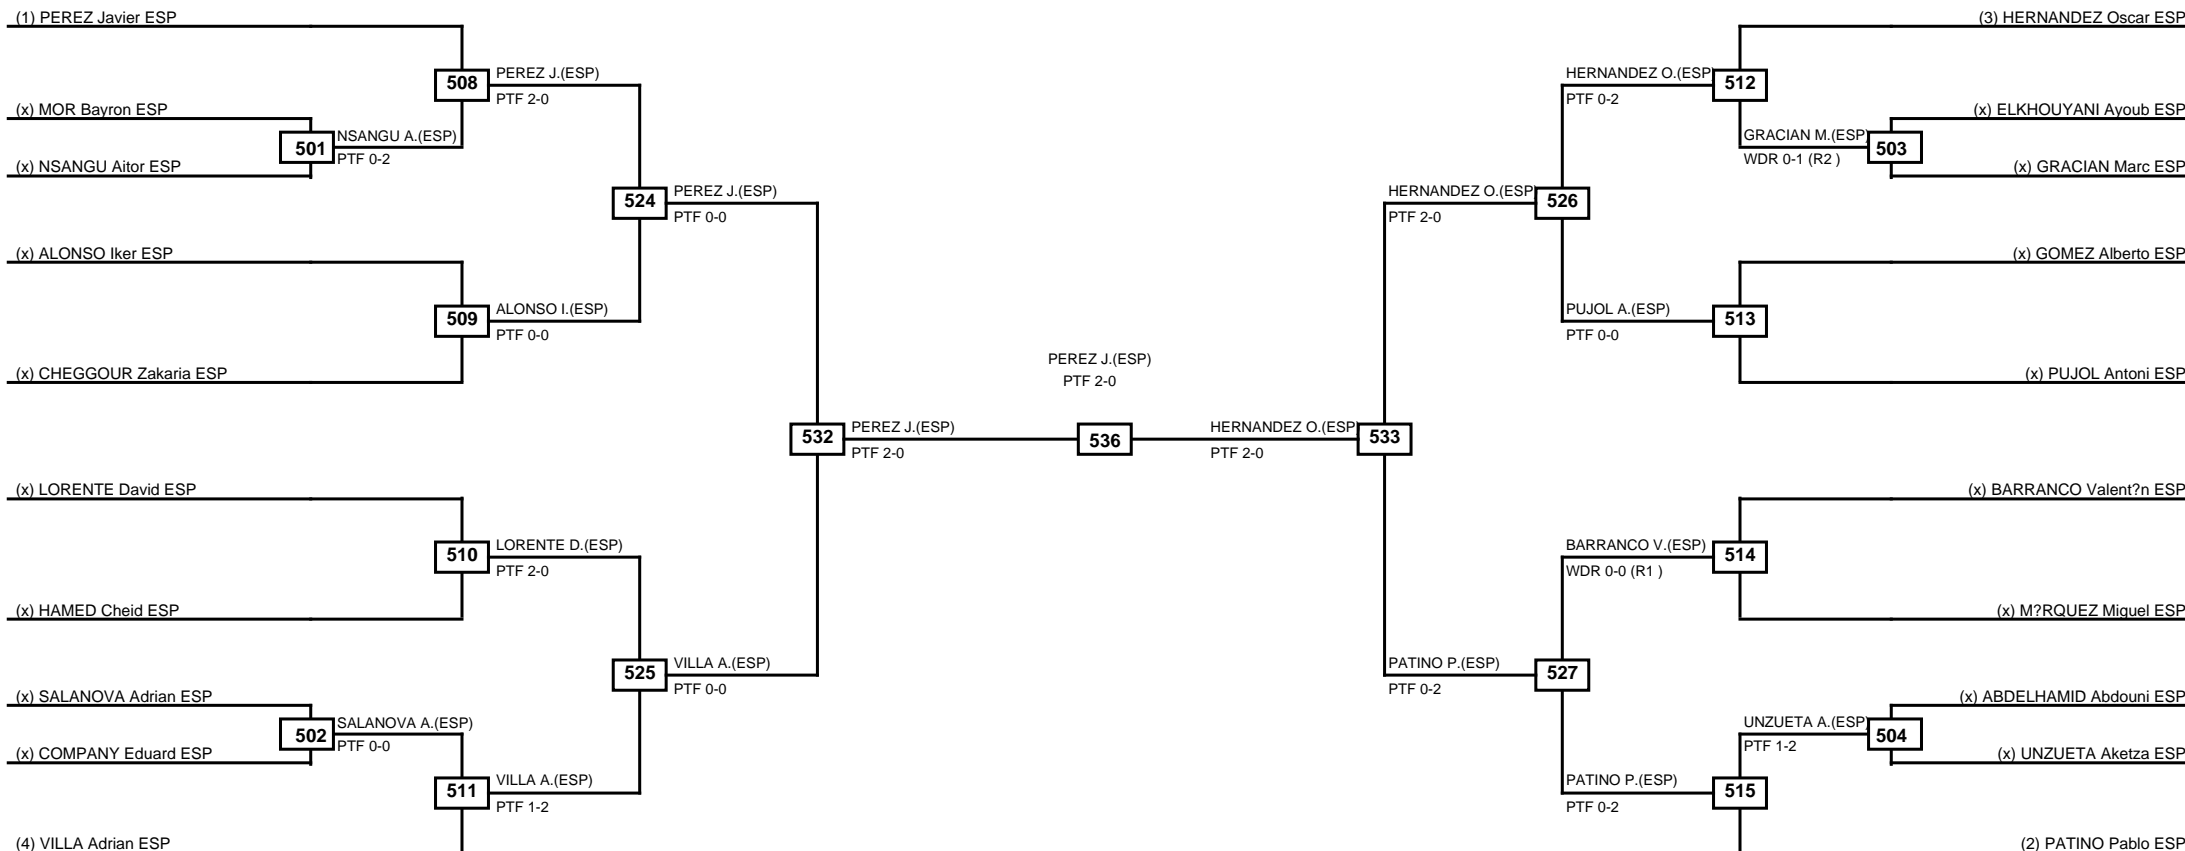 (1) PEREZ Javier ESP
(3) HERNANDEZ Oscar ESP
508
PEREZ J.(ESP)
PTF 2-0
HERNANDEZ O.(ESP)
PTF 0-2
512
(x) MOR Bayron ESP
(x) ELKHOUYANI Ayoub ESP
501
NSANGU A.(ESP)
PTF 0-2
GRACIAN M.(ESP)
WDR 0-1 (R2 )
503
(x) NSANGU Aitor ESP
(x) GRACIAN Marc ESP
524
PEREZ J.(ESP)
PTF 0-0
HERNANDEZ O.(ESP)
PTF 2-0
526
(x) ALONSO Iker ESP
(x) GOMEZ Alberto ESP
509
ALONSO I.(ESP)
PTF 0-0
PUJOL A.(ESP)
PTF 0-0
513
(x) CHEGGOUR Zakaria ESP
(x) PUJOL Antoni ESP
PEREZ J.(ESP)
PTF 2-0
532
PEREZ J.(ESP)
PTF 2-0
536
HERNANDEZ O.(ESP)
PTF 2-0
533
(x) LORENTE David ESP
(x) BARRANCO Valent?n ESP
510
LORENTE D.(ESP)
PTF 2-0
BARRANCO V.(ESP)
WDR 0-0 (R1 )
514
(x) HAMED Cheid ESP
(x) M?RQUEZ Miguel ESP
525
VILLA A.(ESP)
PTF 0-0
PATINO P.(ESP)
PTF 0-2
527
(x) SALANOVA Adrian ESP
(x) ABDELHAMID Abdouni ESP
502
SALANOVA A.(ESP)
PTF 0-0
UNZUETA A.(ESP)
PTF 1-2
504
(x) COMPANY Eduard ESP
(x) UNZUETA Aketza ESP
511
VILLA A.(ESP)
PTF 1-2
PATINO P.(ESP)
PTF 0-2
515
(4) VILLA Adrian ESP
(2) PATINO Pablo ESP